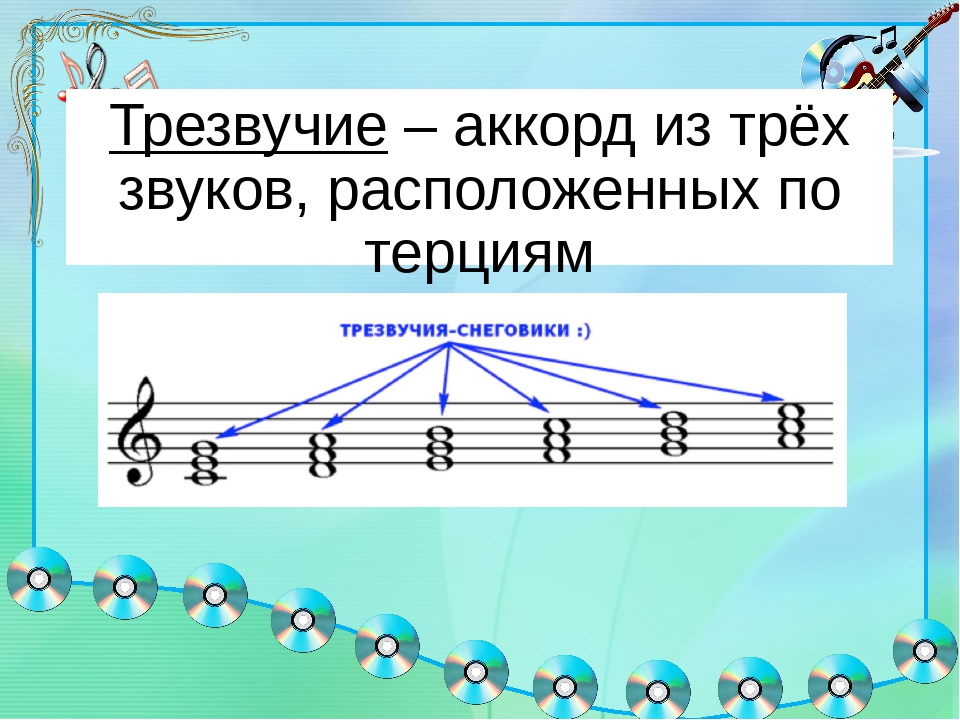 Трезвучие – аккорд из трёх
звуков, расположенных по
терциям
ТРЕЗВУЧИЯ-СНЕГОВИКИ :)